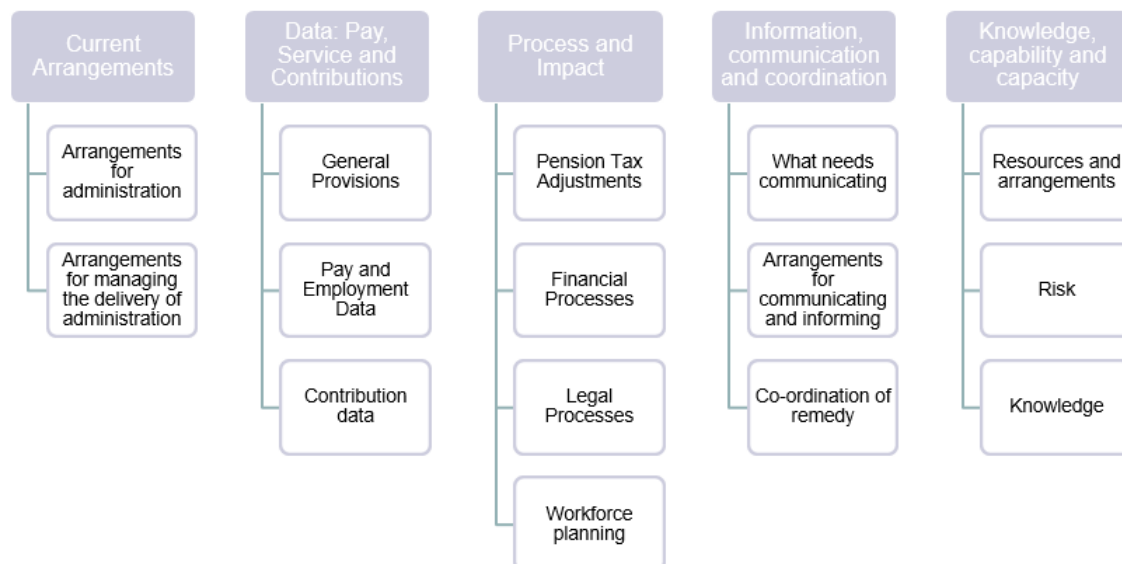 Current
Arrangements
Arrangements
for
administration
Arrangements
for managing
the delivery of
administration
Data: Pay,
Service and
Contributions
General
Provisions
Pay and
Employment
Data
Contribution
data
Process and
Impact
Pension Tax
Adjustments
Financial
Processes
Legal
Processes
Workforce
planning
Information,
communication
and coordination
What needs
communicating
Arrangements
for
communicating
and informing
Co-ordination of
remedy
Knowledge,
capability and
capacity
Resources and
arrangements
Risk
Knowledge